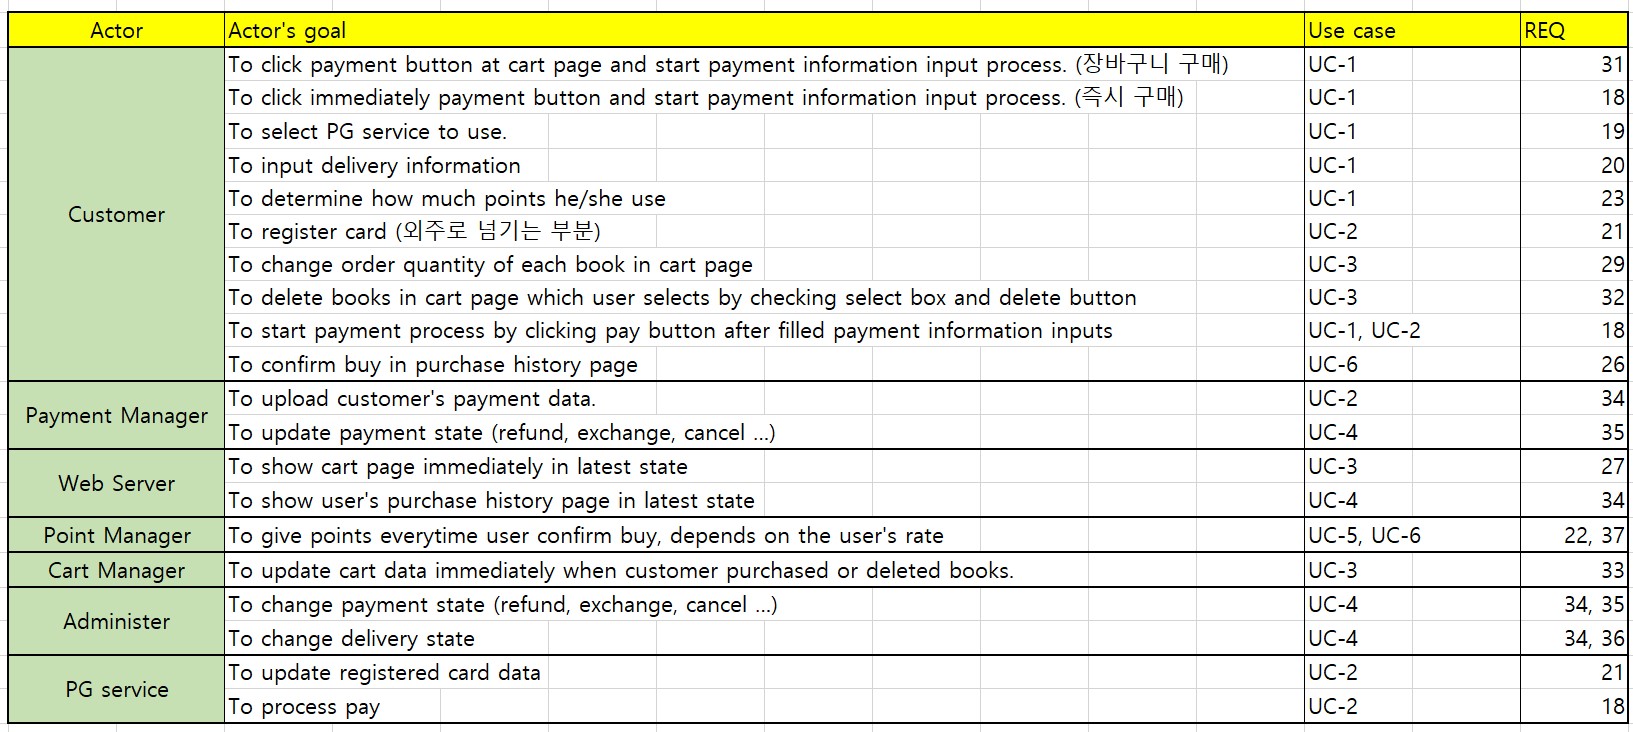 Actor Actor's goal Use case REQ
To click payment button at cart page and start payment information input process. (장바구니 구매) UC-1 31
To click immediately payment button and start payment information input process. (즉시 구매) UC-1 18
To select PG service to use. UC-1 19
To input delivery information UC-1 20
To determine how much points he/she use UC-1 23
Customer
To register card (외주로 넘기는 부분) UC-2 21
To change order quantity of each book in cart page UC-3 29
To delete books in cart page which user selects by checking select box and delete button UC-3 32
To start payment process by clicking pay button after filled payment information inputs UC-1, UC-2 18
To confirm buy in purchase history page UC-6 26
Payment Manager
To upload customer's payment data. UC-2 34
To update payment state (refund, exchange, cancel ...) UC-4 35
Web Server
To show cart page immediately in latest state UC-3 27
To show user's purchase history page in latest state UC-4 34
Point Manager To give points everytime user confirm buy, depends on the user's rate UC-5, UC-6 22, 37
Cart Manager To update cart data immediately when customer purchased or deleted books. UC-3 33
Administer
To change payment state (refund, exchange, cancel ...) UC-4 34, 35
To change delivery state UC-4 34, 36
PG service
To update registered card data UC-2 21
To process pay UC-2 18